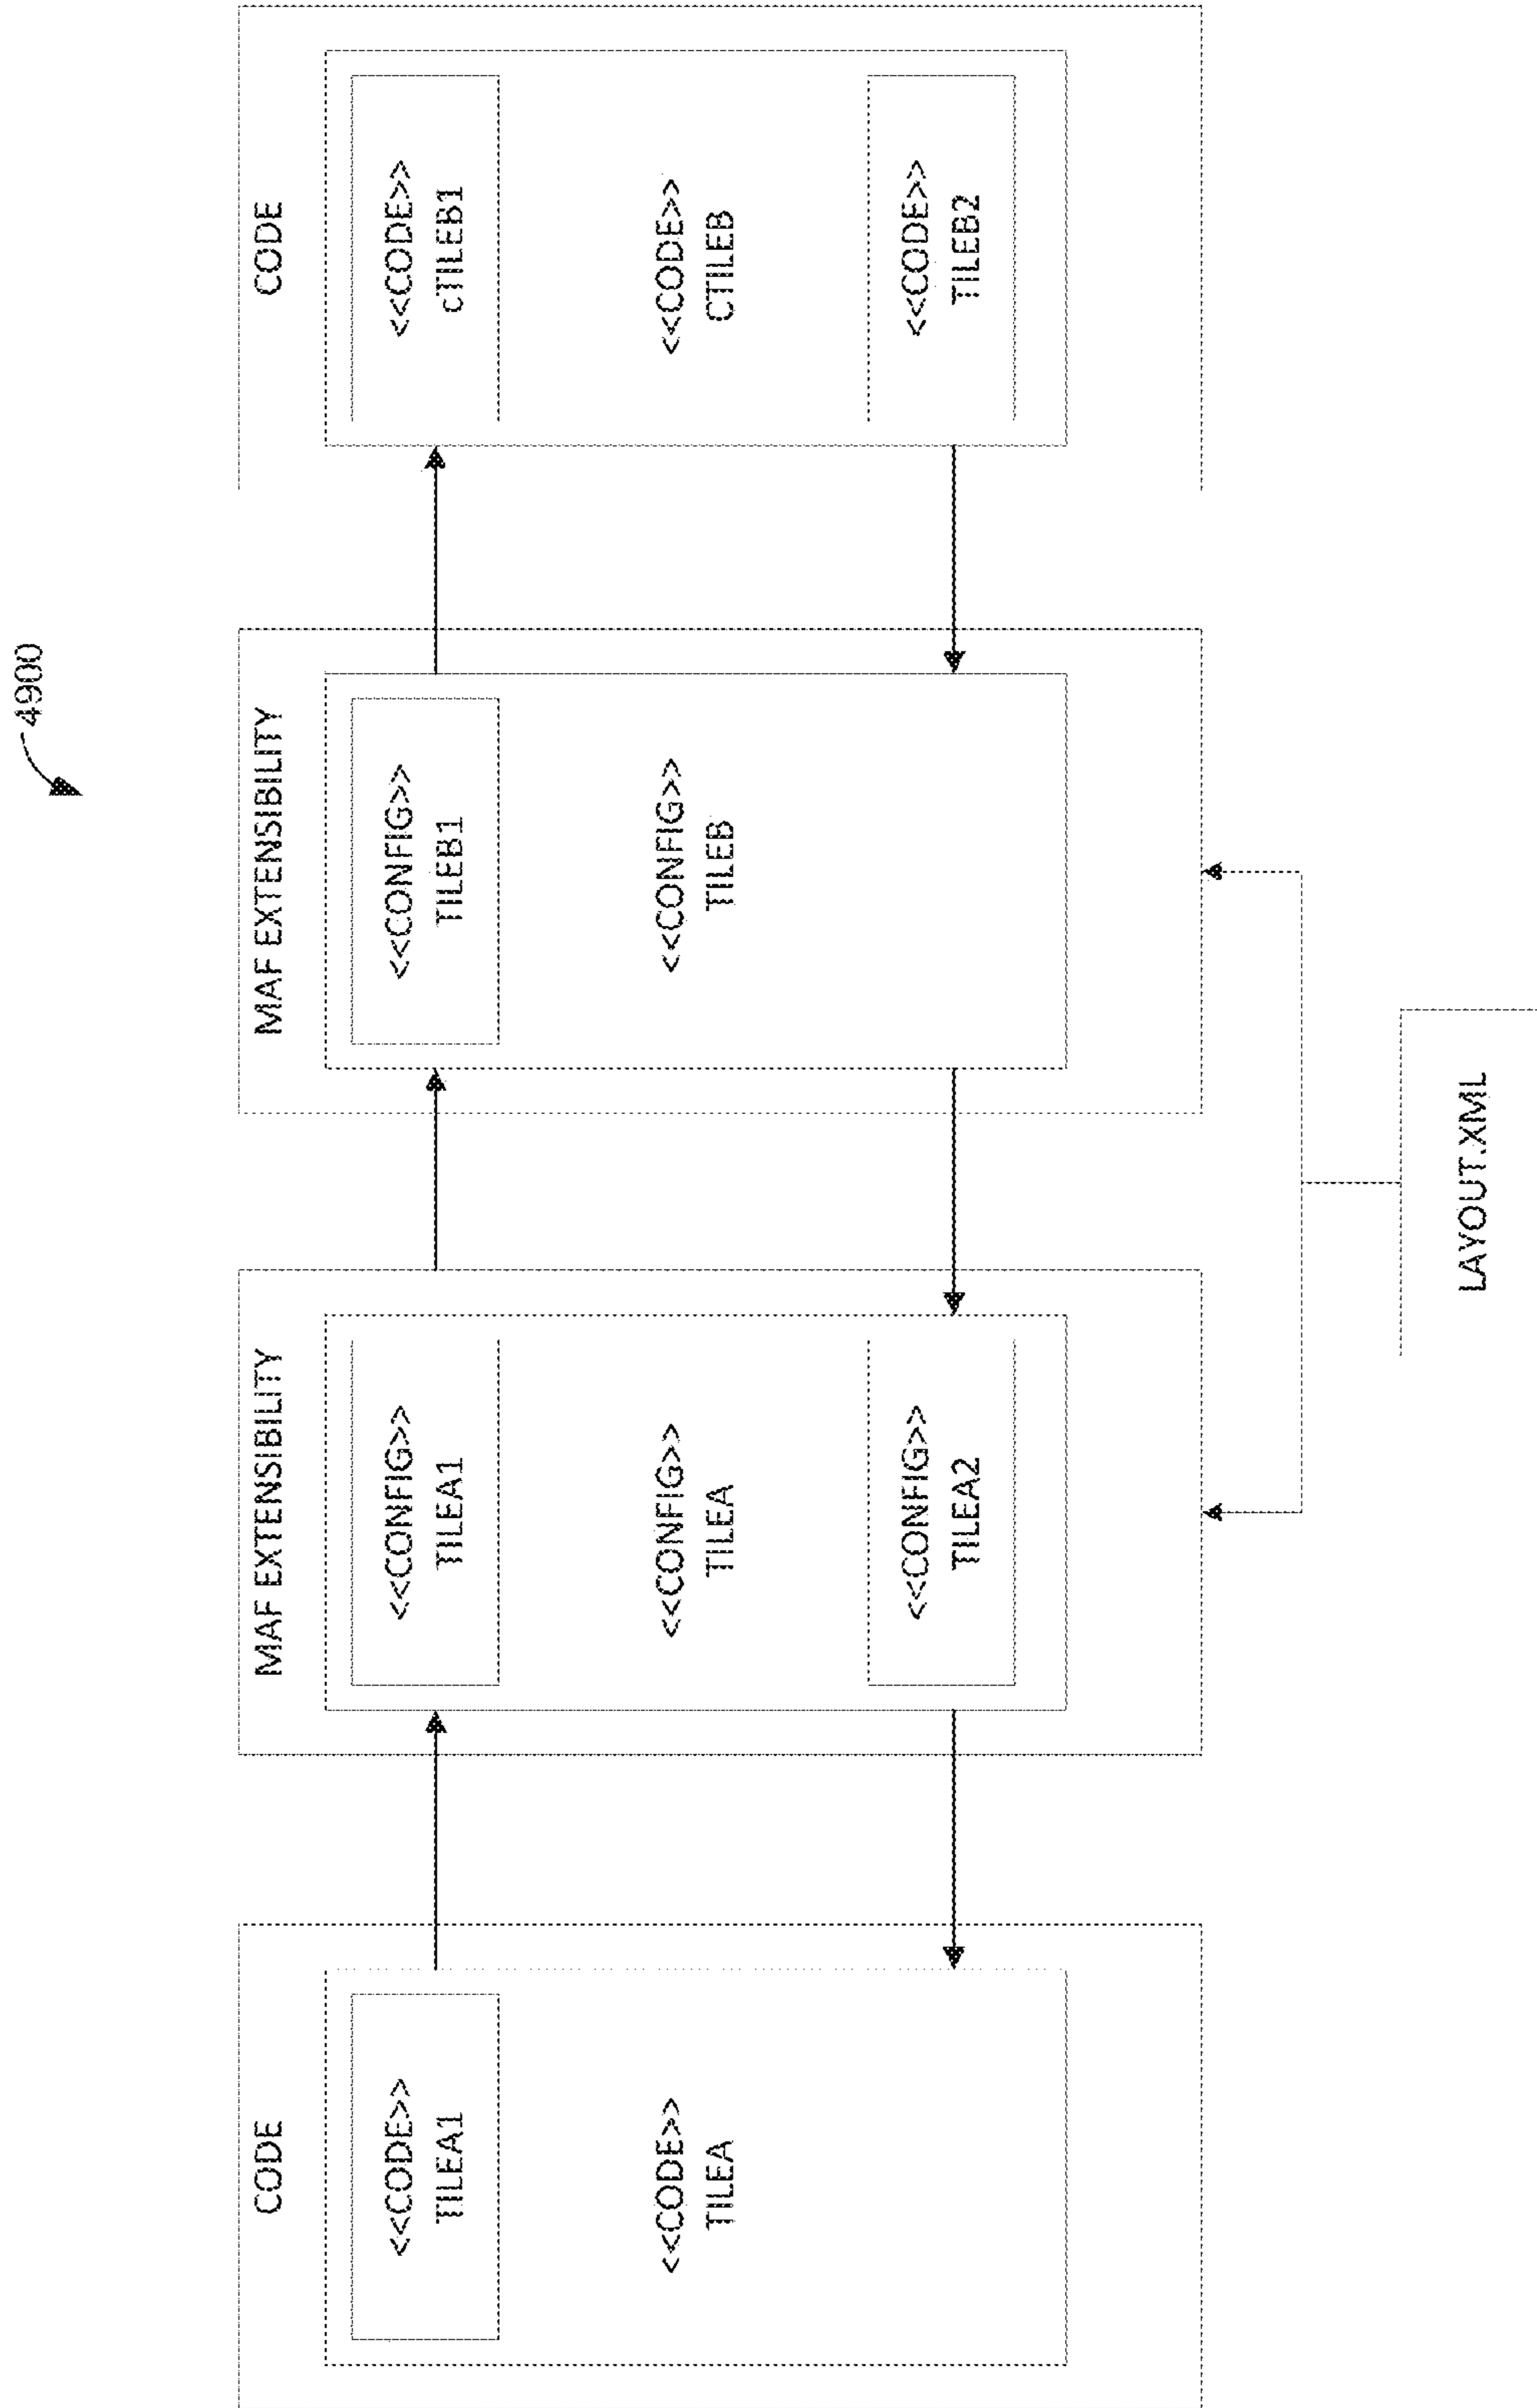 4900
CODE
<<CODE>>
TILEA1
<<CODE>>
TILEA
MAF EXTENSIBILITY
<<CONFIG>>
TILEA1
<<CONFIG>>
TILEA
<<CONFIG>>
TILEA2
MAF EXTENSIBILITY
<<CONFIG>>
TILEB1
<<CONFIG>>
TILEB
CODE
<<CODE>>
cTILEB1
<<CODE>>
CTILEB
<<CODE>>
TILEB2
LAYOUT.XML